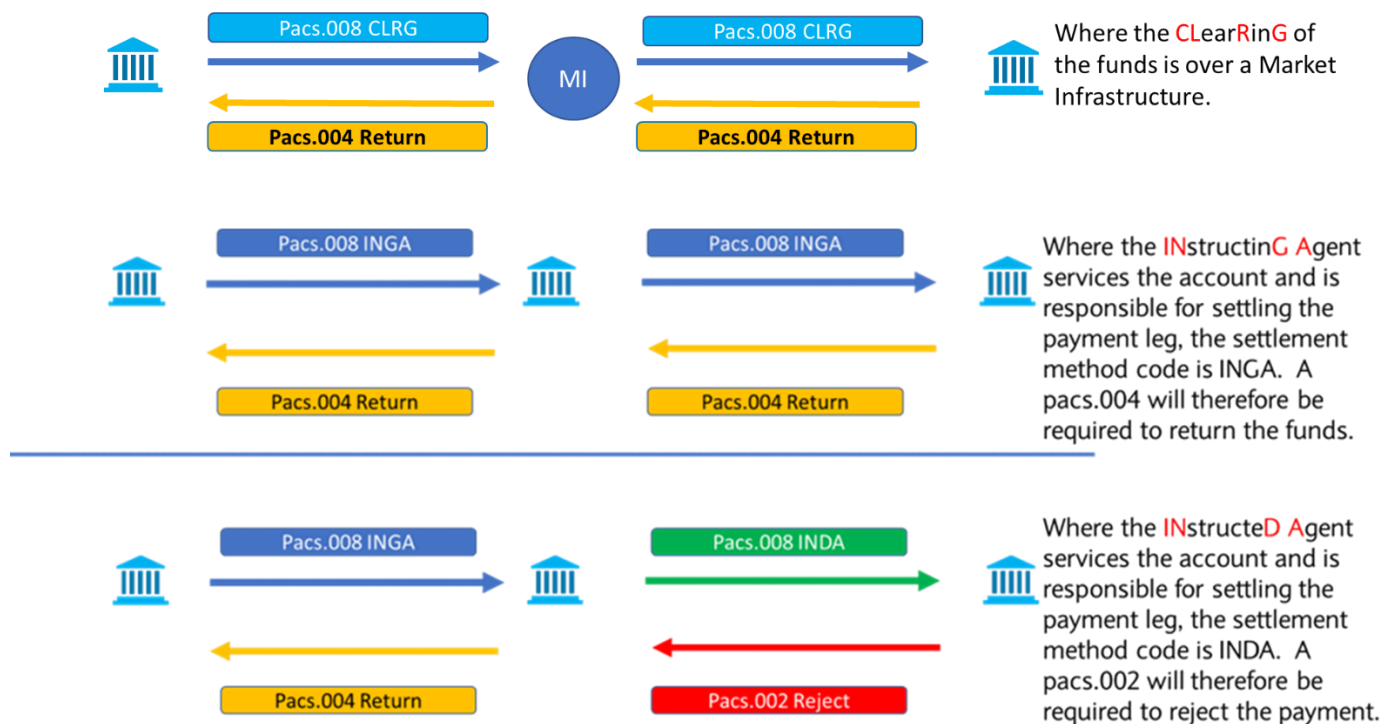 Pacs.008 CLRG
Pacs.008 CLRG
MI
Pacs.004 Return
Pacs.004 Return
Where the CLearRinG of
the funds is over a Market
Infrastructure.
Pacs.008 INGA
Pacs.008 INGA
Pacs.004 Return
Pacs.004 Return
Where the INstructinG Agent
services the account and is
responsible for settling the
payment leg, the settlement
method code is INGA. A
pacs.004 will therefore be
required to return the funds.
Pacs.008 INGA
Pacs.008 INDA
Pacs.004 Return
Pacs.002 Reject
Where the INstructeD Agent
services the account and is
responsible for settling the
payment leg, the settlement
method code is INDA. A
pacs.002 will therefore be
required to reject the payment.